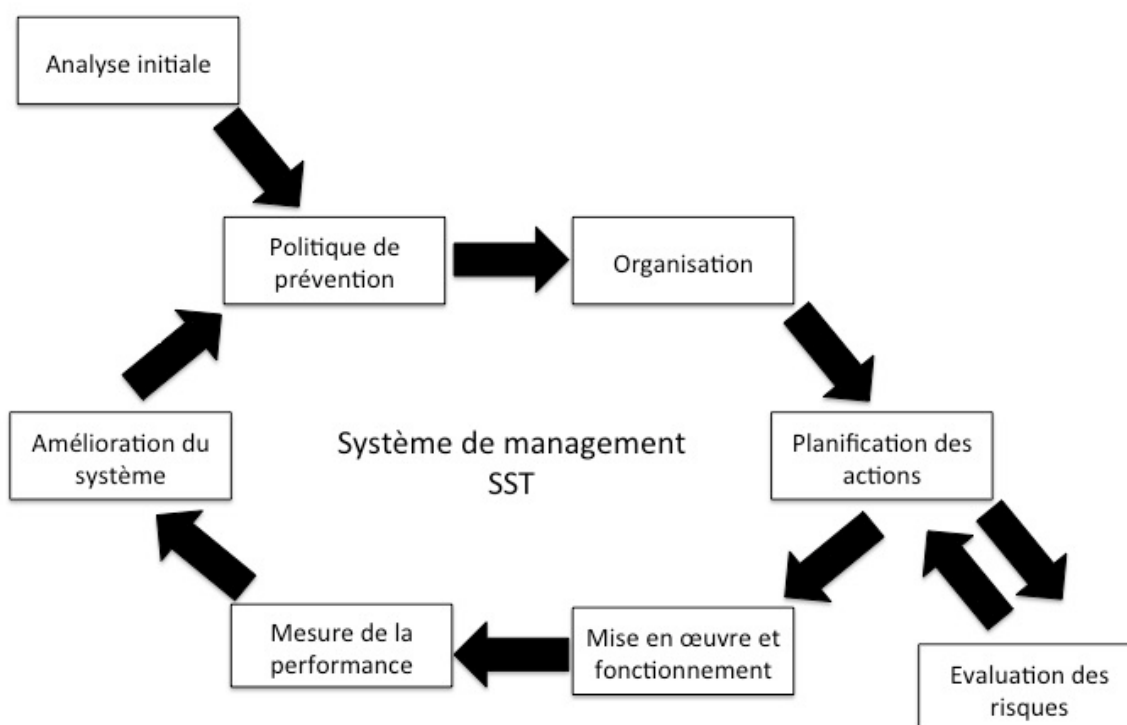 Analyse initiale
Politique de
prévention
Organisation
Amélioration du
système
Système de management
SST
Planification des
actions
Mesure de la
performance
Mise en œuvre et
fonctionnement
Evaluation des
risques